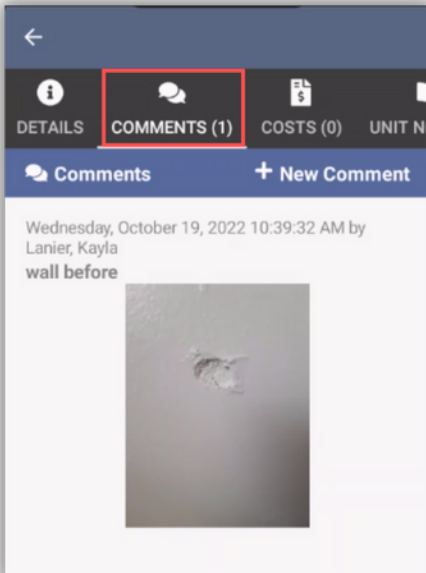 DETAILS
COMMENTS (1)
COSTS (0)
UNIT N
Comments
+ New Comment
Wednesday, October 19, 2022 10:39:32 AM by
Lanier, Kayla
wall before